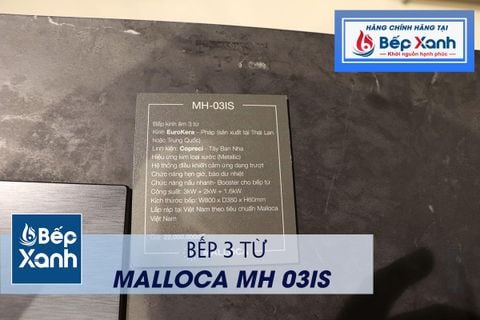 HÀNG CHÍNH HÃNG TẠI
Bếp Xanh
Khơi nguồn hạnh phúc
MH-03IS
Bếp kính âm 3 từ
Kính EuroKera - Pháp (sản xuất tại Thái Lan
hoặc Trung Quốc)
Linh kiện: Copreci - Tây Ban Nha
Hiệu ứng kim loại xước (Metallic)
Hệ thống điều khiển cảm ứng dạng trượt
Chức năng hẹn giờ, báo dư nhiệt
Chức năng nấu nhanh- Booster cho bếp từ
Công suất: 3kW + 2kW + 1.6kW
Kích thước bếp: W800 x D380 x H60mm
Lắp ráp tại Việt Nam theo tiêu chuẩn Malloca
Việt Nam
Bếp
Xanh
BẾP 3 TỪ
MALLOCA MH 03IS